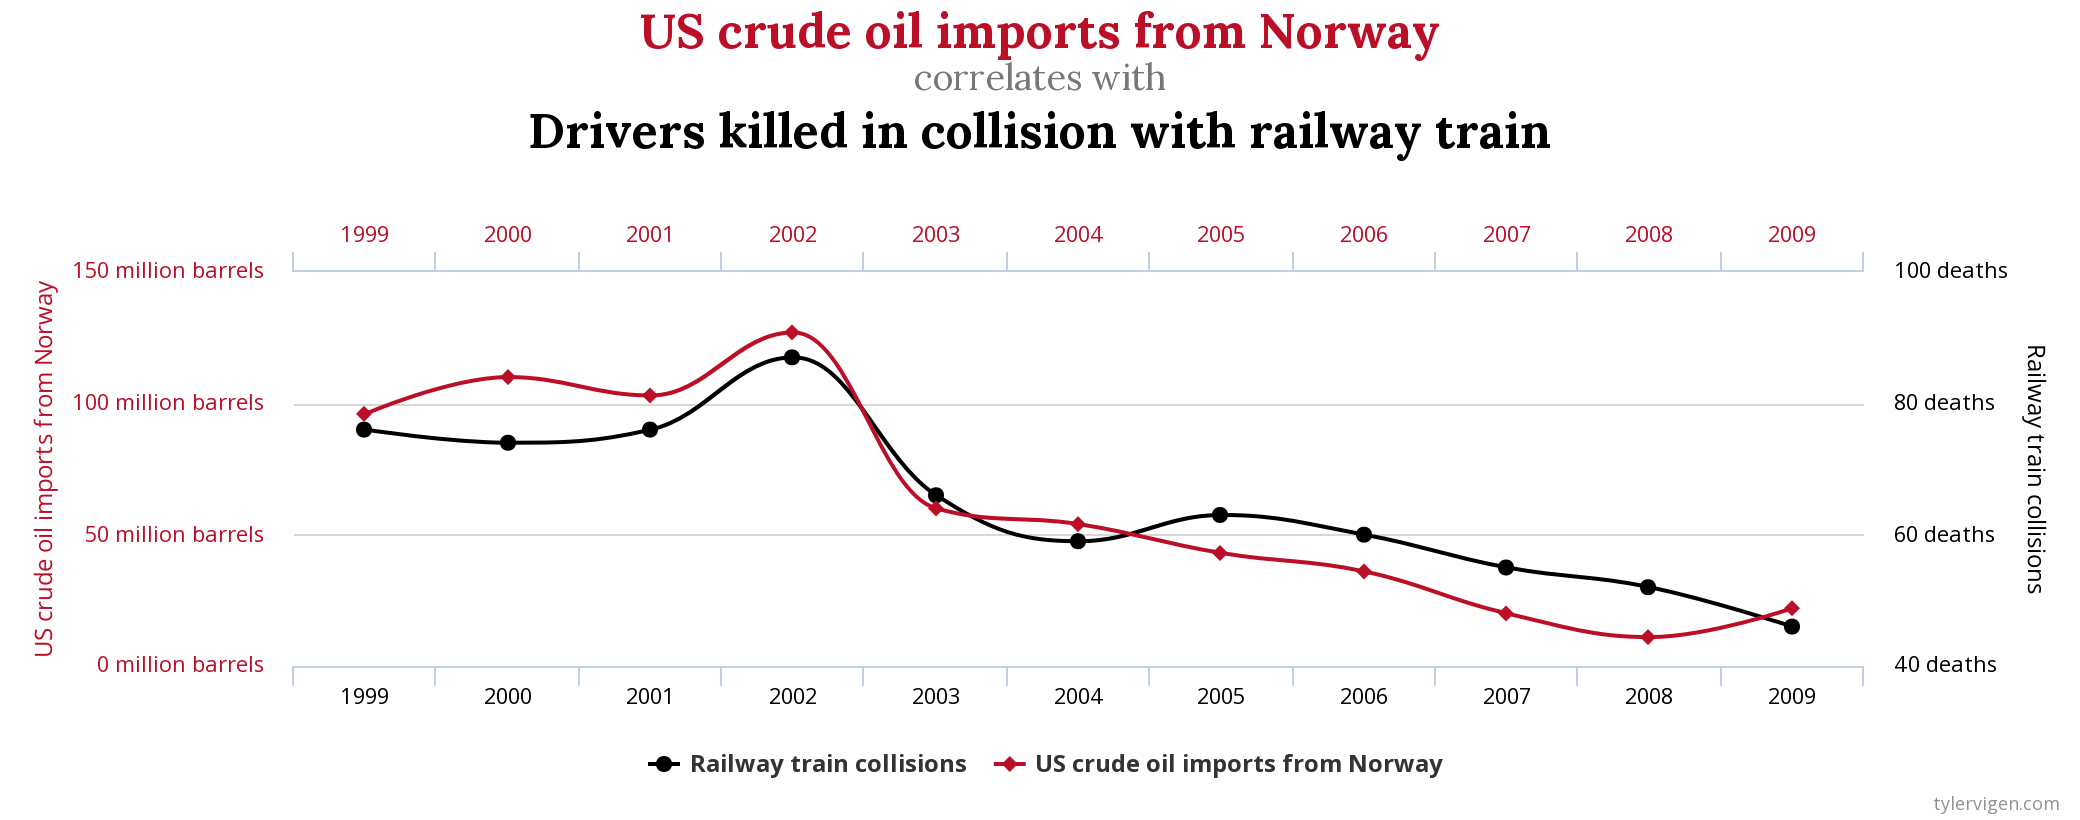 US crude oil imports from Norway
correlates with
Drivers killed in collision with railway train
1999 2000 2001 2002 2003 2004 2005 2006 2007 2008 2009
US crude oil imports from Norway
150 million barrels
100 million barrels
50 million barrels
0 million barrels
100 deaths
80 deaths
60 deaths
40 deaths
Railway train collisions
1999 2000 2001 2002 2003 2004 2005 2006 2007 2008 2009
Railway train collisions US crude oil imports from Norway
tylervigen.com